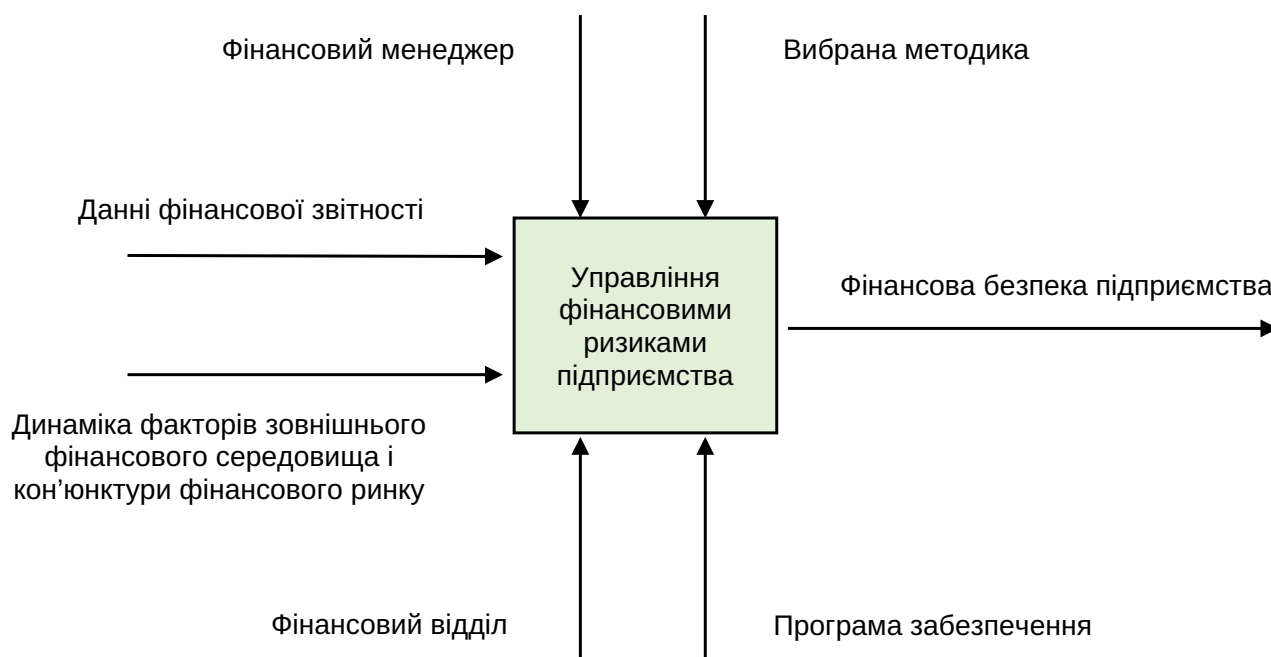 Фінансовий менеджер
Вибрана методика
Данні фінансової звітності
Управління
фінансовими
ризиками
підприємства
Фінансова безпека підприємства
Динаміка факторів зовнішнього
фінансового середовища і
кон’юнктури фінансового ринку
Фінансовий відділ
Програма забезпечення